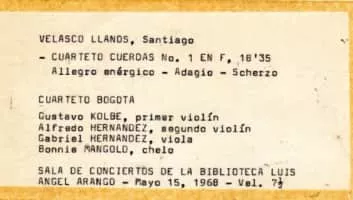 VELASCO LLANOS, Santiago
- CUARTETO CUERDAS No. 1 EN F, 18'35
Allegro enérgico - Adagio - Scherzo
CUARTETO BOGOTA
Gustavo KOLBE, primer violín
Alfredo HERNANDEZ, segundo violín
Gabriel HERNANDEZ, viola
Bonnie MANGOLD, chelo
SALA DE CONCIERTOS DE LA BIBLIOTECA LUIS
ANGEL ARANGO - Mayo 15, 1968 - Vel. 7½